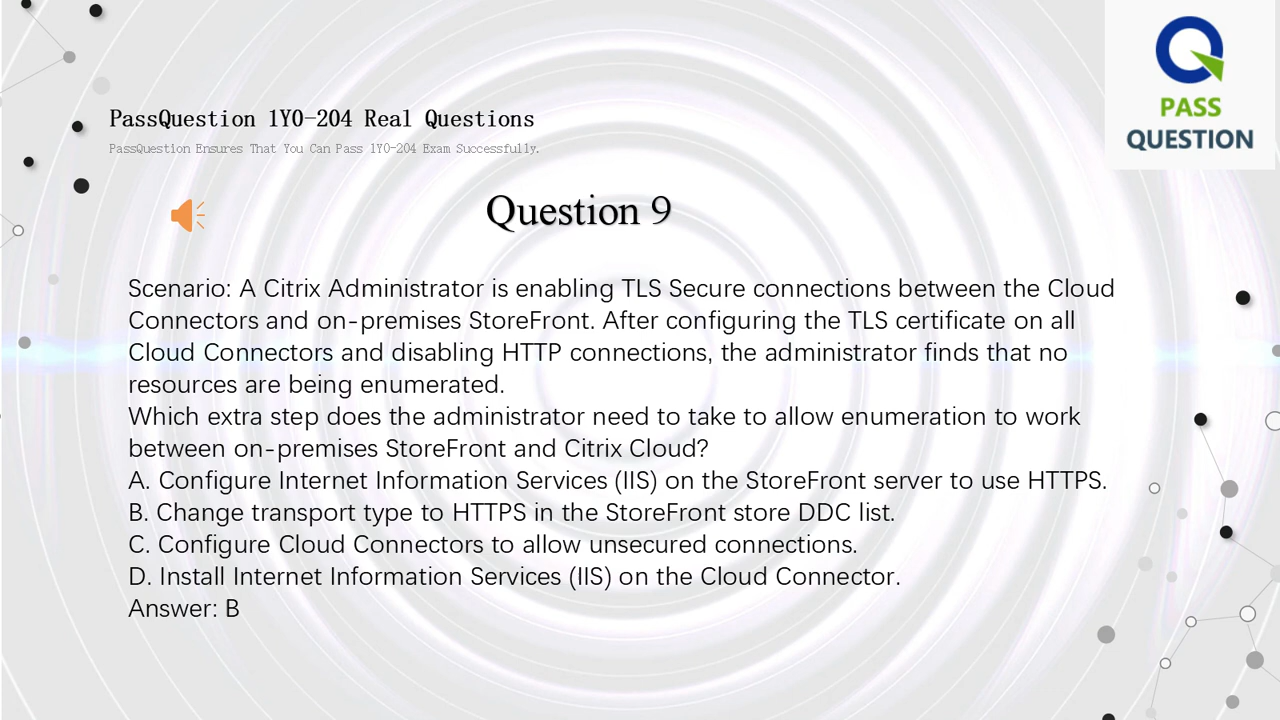 PASS
QUESTION
PassQuestion 1Y0-204 Real Questions
PassQuestion Ensures That You Can Pass 1Y0-204 Exam Successfully.
Question 9
Scenario: A Citrix Administrator is enabling TLS Secure connections between the Cloud
Connectors and on-premises StoreFront. After configuring the TLS certificate on all
Cloud Connectors and disabling HTTP connections, the administrator finds that no
resources are being enumerated.
Which extra step does the administrator need to take to allow enumeration to work
between on-premises StoreFront and Citrix Cloud?
A. Configure Internet Information Services (IIS) on the StoreFront server to use HTTPS.
B. Change transport type to HTTPS in the StoreFront store DDC list.
C. Configure Cloud Connectors to allow unsecured connections.
D. Install Internet Information Services (IIS) on the Cloud Connector.
Answer: B